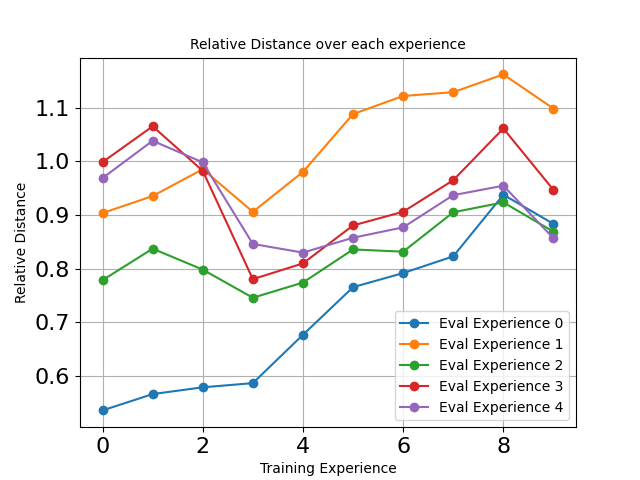 Relative Distance over each experience
Relative Distance
1.1
1.0
0.9
0.8
0.7
0.6
0 2 4 6 8
Training Experience
Eval Experience 0
Eval Experience 1
Eval Experience 2
Eval Experience 3
Eval Experience 4